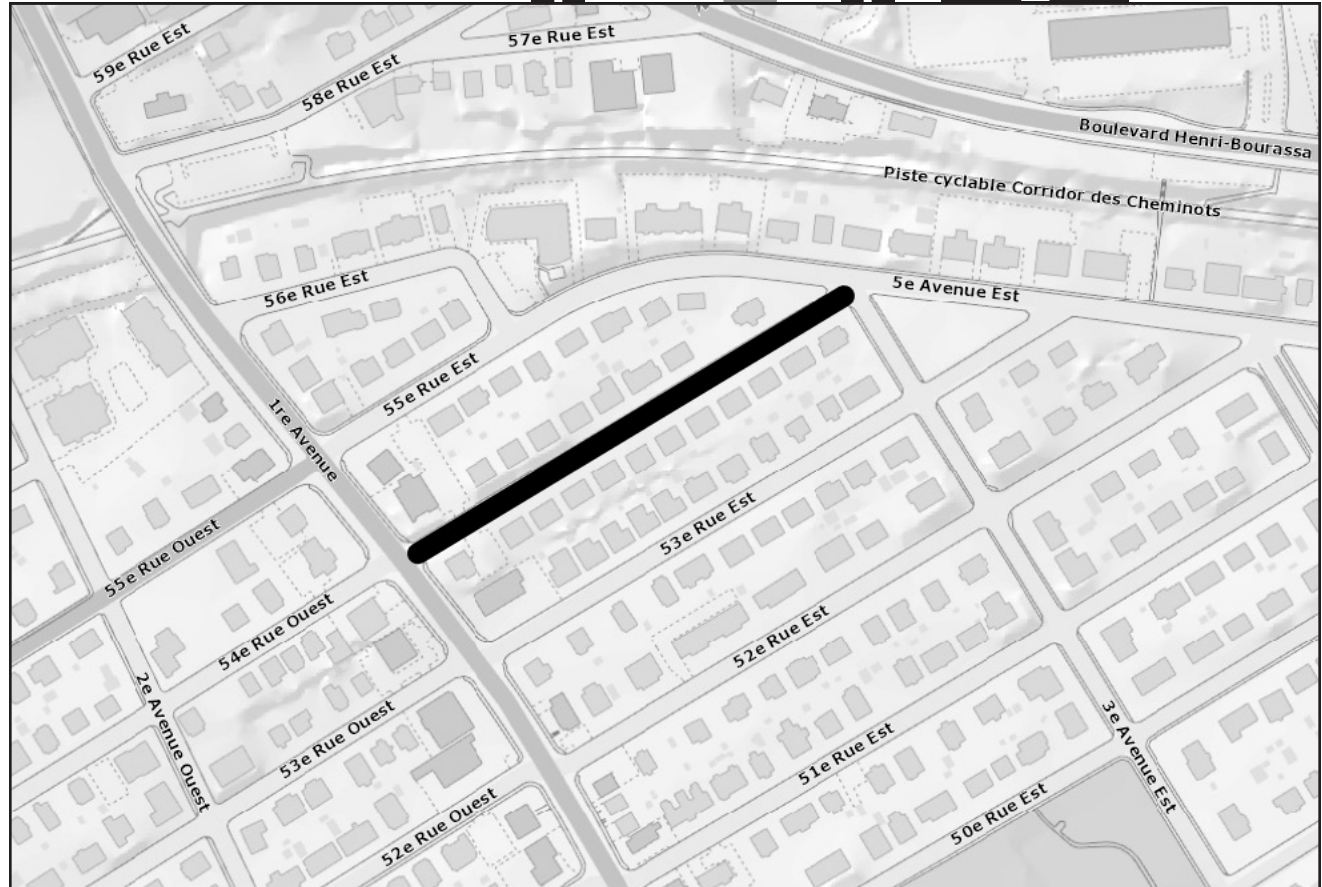 59e Rue Est
57e Rue Est
58e Rue Est
Boulevard Henri-Bourassa
Piste cyclable Corridor des Cheminots
56e Rue Est
5e Avenue Est
55e Rue Est
1re Avenue
53e Rue Est
55e Rue Ouest
54e Rue Ouest
52e Rue Est
2e Avenue Ouest
53e Rue Ouest
51e Rue Est
3e Avenue Est
50e Rue Est
52e Rue Ouest